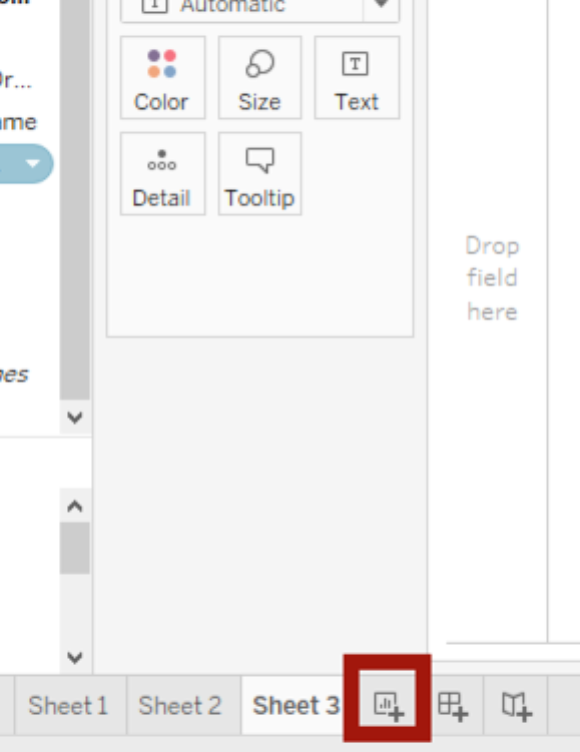 Automatic
Color
Size
Text
Detail
Tooltip
Drop
field
here
Sheet 1
Sheet 2
Sheet 3